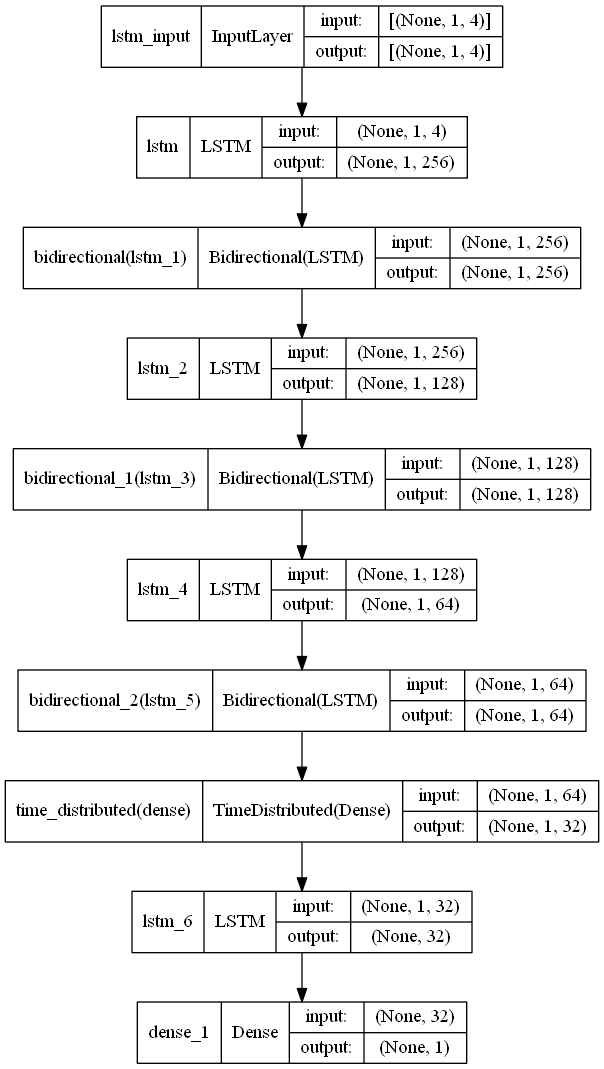 lstm_input InputLayer input: [(None, 1, 4)]
output: [(None, 1, 4)]
lstm LSTM input: (None, 1, 4)
output: (None, 1, 256)
bidirectional(lstm_1) Bidirectional(LSTM) input: (None, 1, 256)
output: (None, 1, 256)
lstm_2 LSTM input: (None, 1, 256)
output: (None, 1, 128)
bidirectional_1(lstm_3) Bidirectional(LSTM) input: (None, 1, 128)
output: (None, 1, 128)
lstm_4 LSTM input: (None, 1, 128)
output: (None, 1, 64)
bidirectional_2(lstm_5) Bidirectional(LSTM) input: (None, 1, 64)
output: (None, 1, 64)
time_distributed(dense) TimeDistributed(Dense) input: (None, 1, 64)
output: (None, 1, 32)
lstm_6 LSTM input: (None, 1, 32)
output: (None, 32)
dense_1 Dense input: (None, 32)
output: (None, 1)